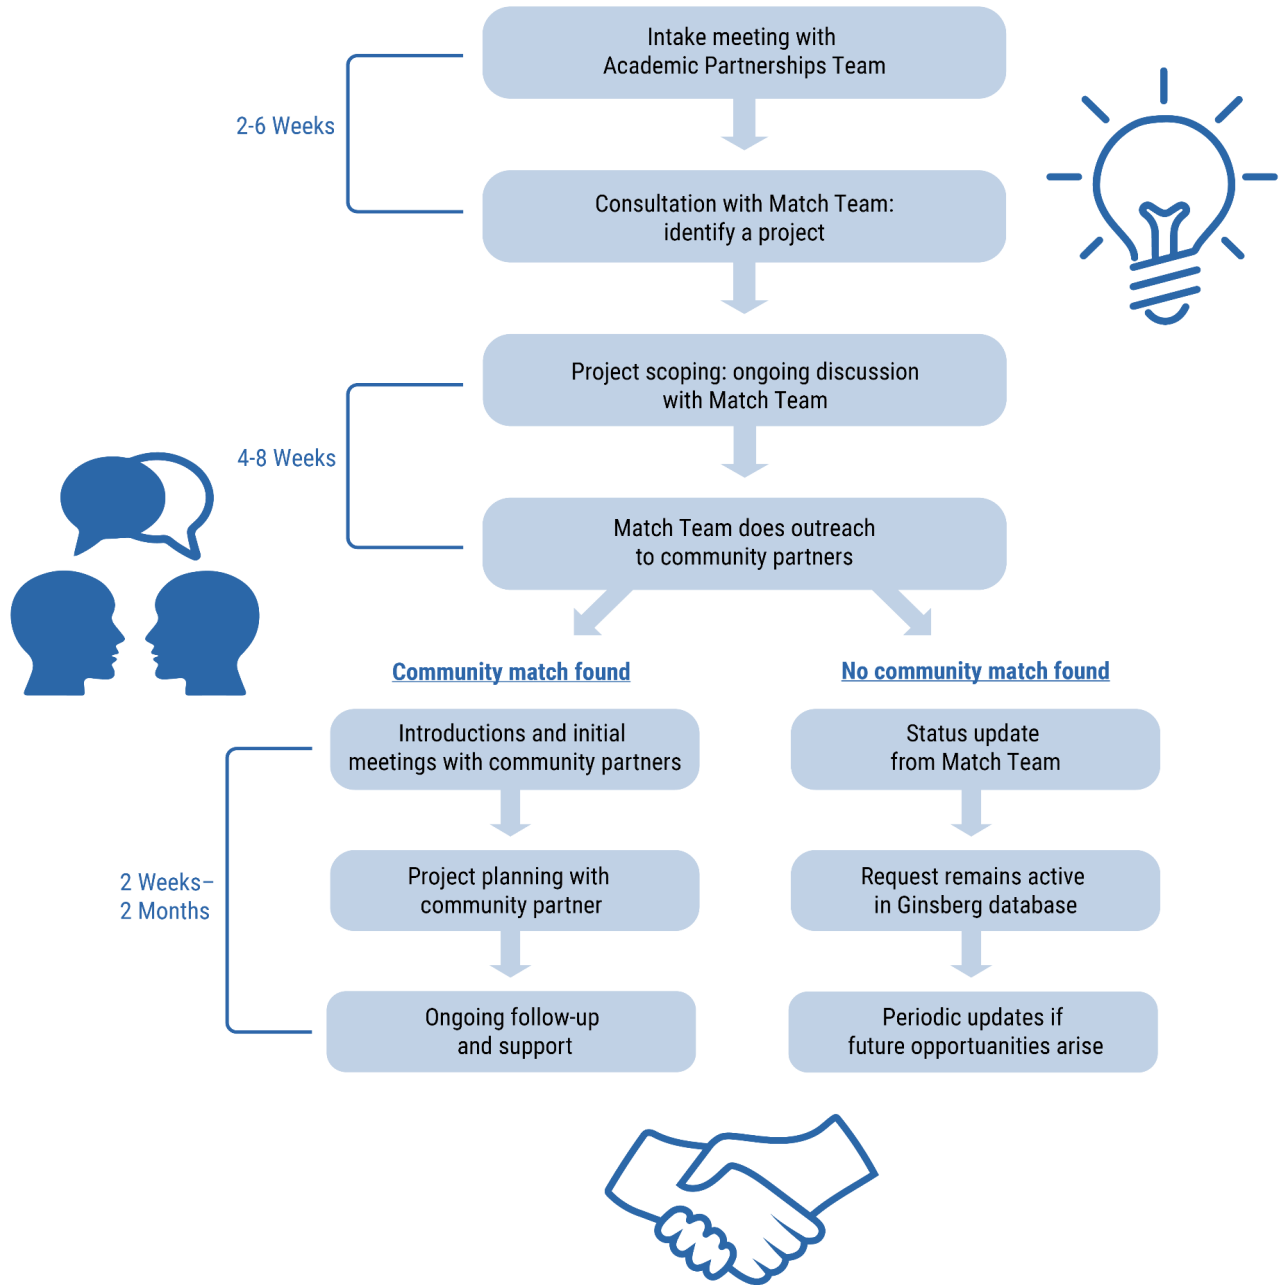 Intake meeting with
Academic Partnerships Team
2-6 Weeks
Consultation with Match Team:
identify a project
Project scoping: ongoing discussion
with Match Team
4-8 Weeks
Match Team does outreach
to community partners
Community match found
No community match found
Introductions and initial
meetings with community partners
Status update
from Match Team
2 Weeks–
2 Months
Project planning with
community partner
Request remains active
in Ginsberg database
Ongoing follow-up
and support
Periodic updates if
future opportuanities arise